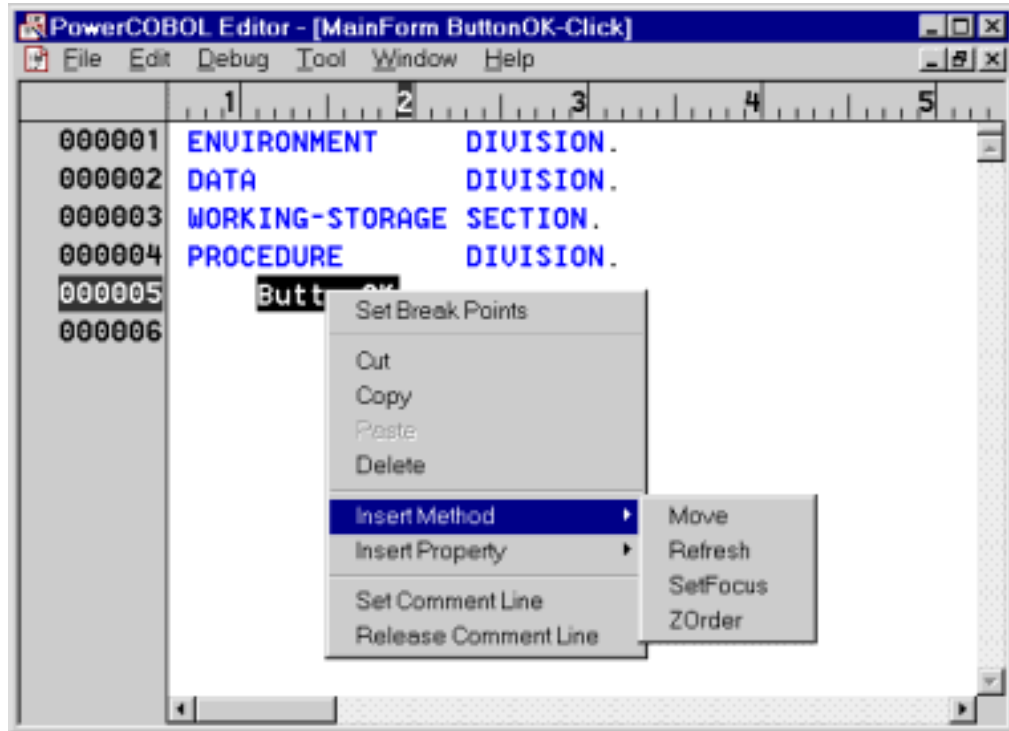 PowerCOBOL Editor - [MainForm ButtonOK-Click]
File Edit Debug Tool Window Help
1 2 3 4 5
000001 ENVIRONMENT DIVISION.
000002 DATA DIVISION.
000003 WORKING-STORAGE SECTION.
000004 PROCEDURE DIVISION.
000005
000006
Set Break Points
Cut
Copy
Paste
Delete
Insert Method
Insert Property
Set Comment Line
Release Comment Line
Move
Refresh
SetFocus
ZOrder